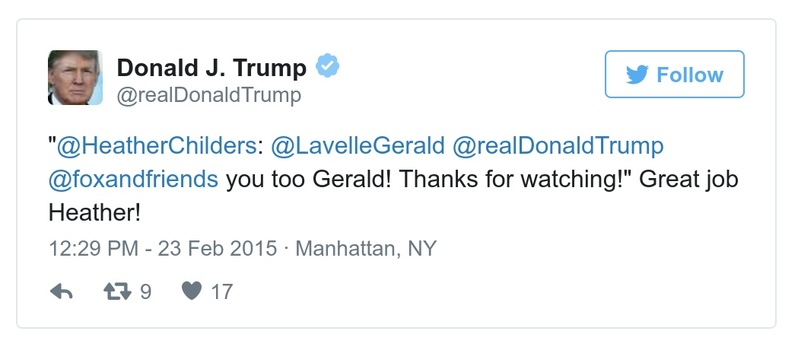 Donald J. Trump
@realDonaldTrump
Follow
"@HeatherChilders: @LavelleGerald @realDonaldTrump
@foxandfriends you too Gerald! Thanks for watching!" Great job
Heather!
12:29 PM - 23 Feb 2015 · Manhattan, NY
9 17